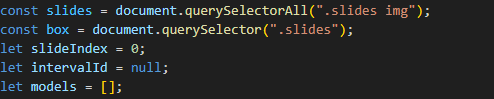 const slides = document.querySelectorAll(".slides img");
const box = document.querySelector(".slides");
let slideIndex = 0;
let intervalId = null;
let models = [];